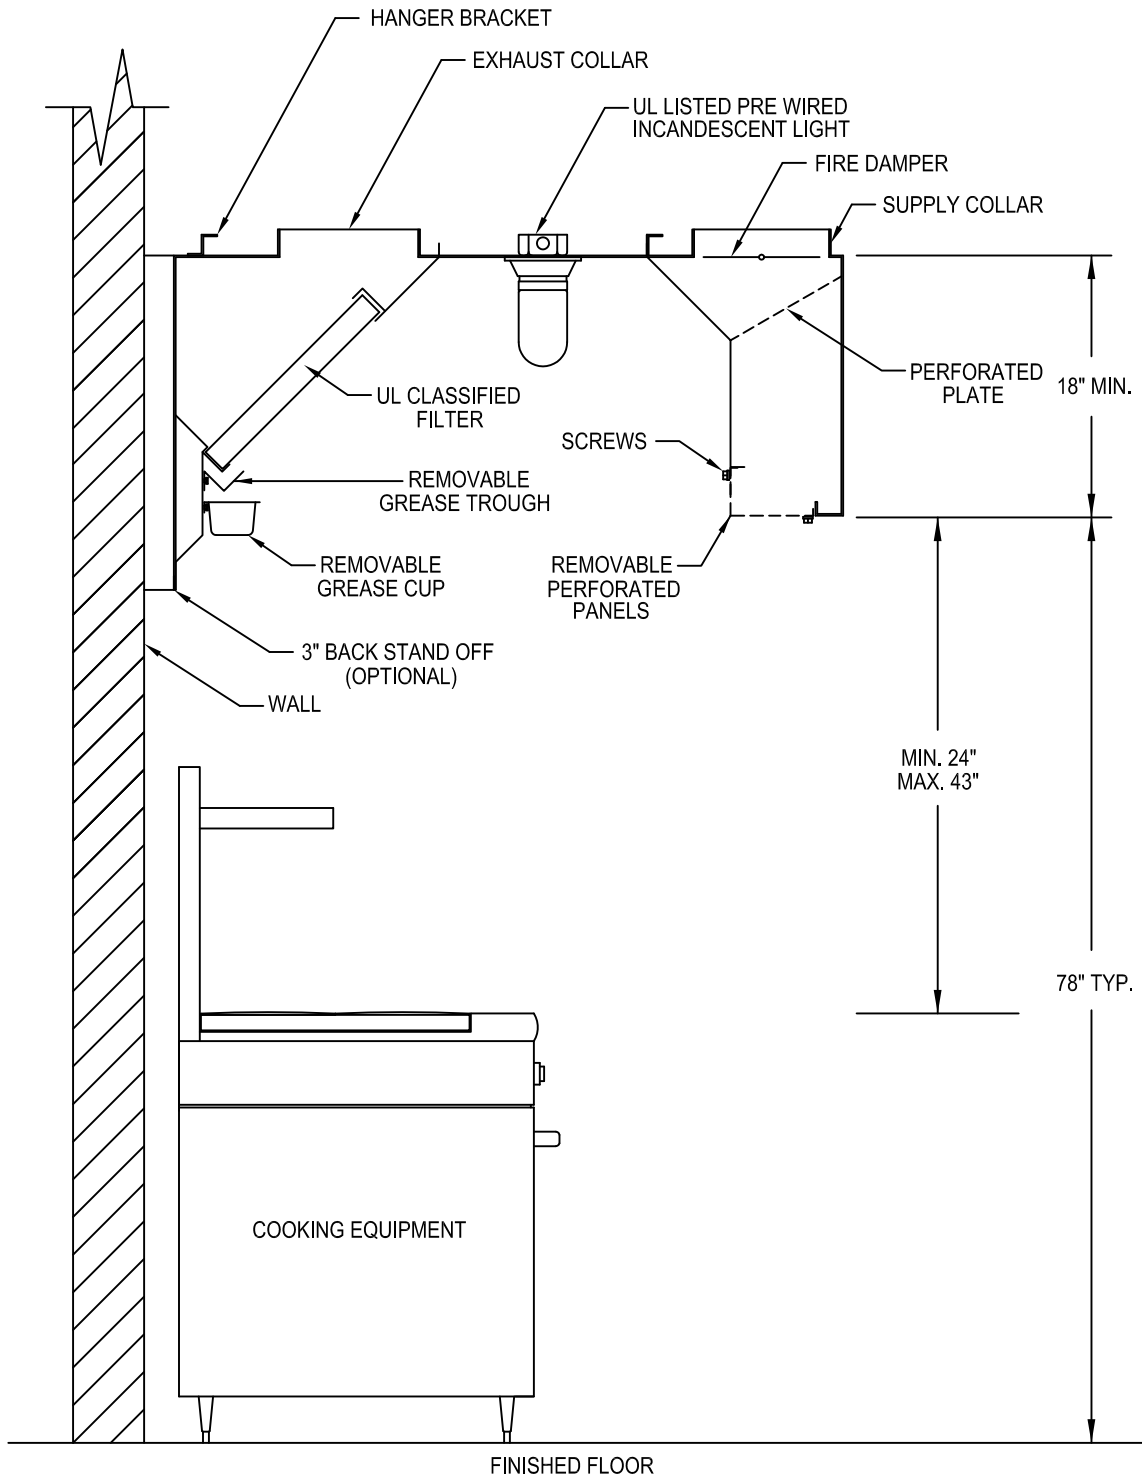 HANGER BRACKET
EXHAUST COLLAR
UL LISTED PRE WIRED
INCANDESCENT LIGHT
FIRE DAMPER
SUPPLY COLLAR
PERFORATED
PLATE
18" MIN.
UL CLASSIFIED
FILTER
SCREWS
REMOVABLE
GREASE TROUGH
REMOVABLE
GREASE CUP
REMOVABLE
PERFORATED
PANELS
3" BACK STAND OFF
(OPTIONAL)
WALL
MIN. 24"
MAX. 43"
78" TYP.
COOKING EQUIPMENT
FINISHED FLOOR